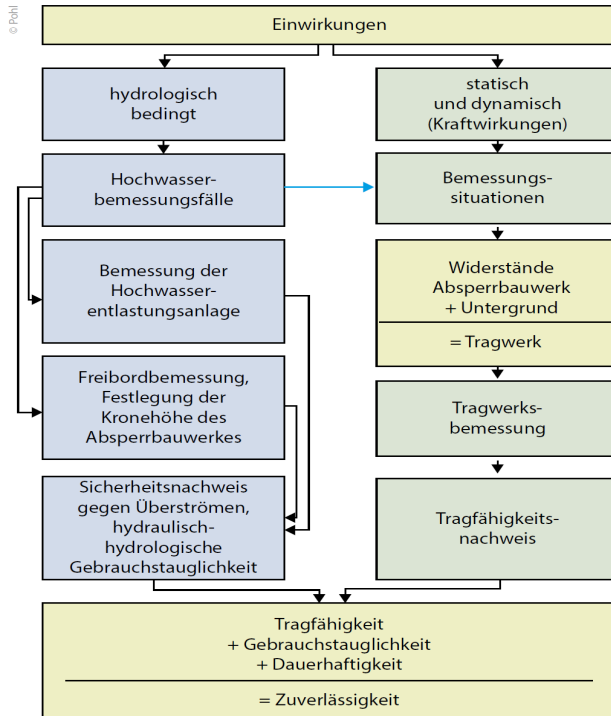 © Pohl
Einwirkungen
hydrologisch
bedingt
statisch
und dynamisch
(Kraftwirkungen)
Hochwasser-
bemessungsfälle
Bemessungs-
situationen
Bemessung der
Hochwasser-
entlastungsanlage
Widerstände
Absperrbauwerk
+ Untergrund
= Tragwerk
Freibordbemessung,
Festlegung der
Kronehöhe des
Absperrbauwerkes
Tragwerks-
bemessung
Sicherheitsnachweis
gegen Überströmen,
hydraulisch-
hydrologische
Gebrauchstauglichkeit
Tragfähigkeits-
nachweis
Tragfähigkeit
+ Gebrauchstauglichkeit
+ Dauerhaftigkeit
= Zuverlässigkeit